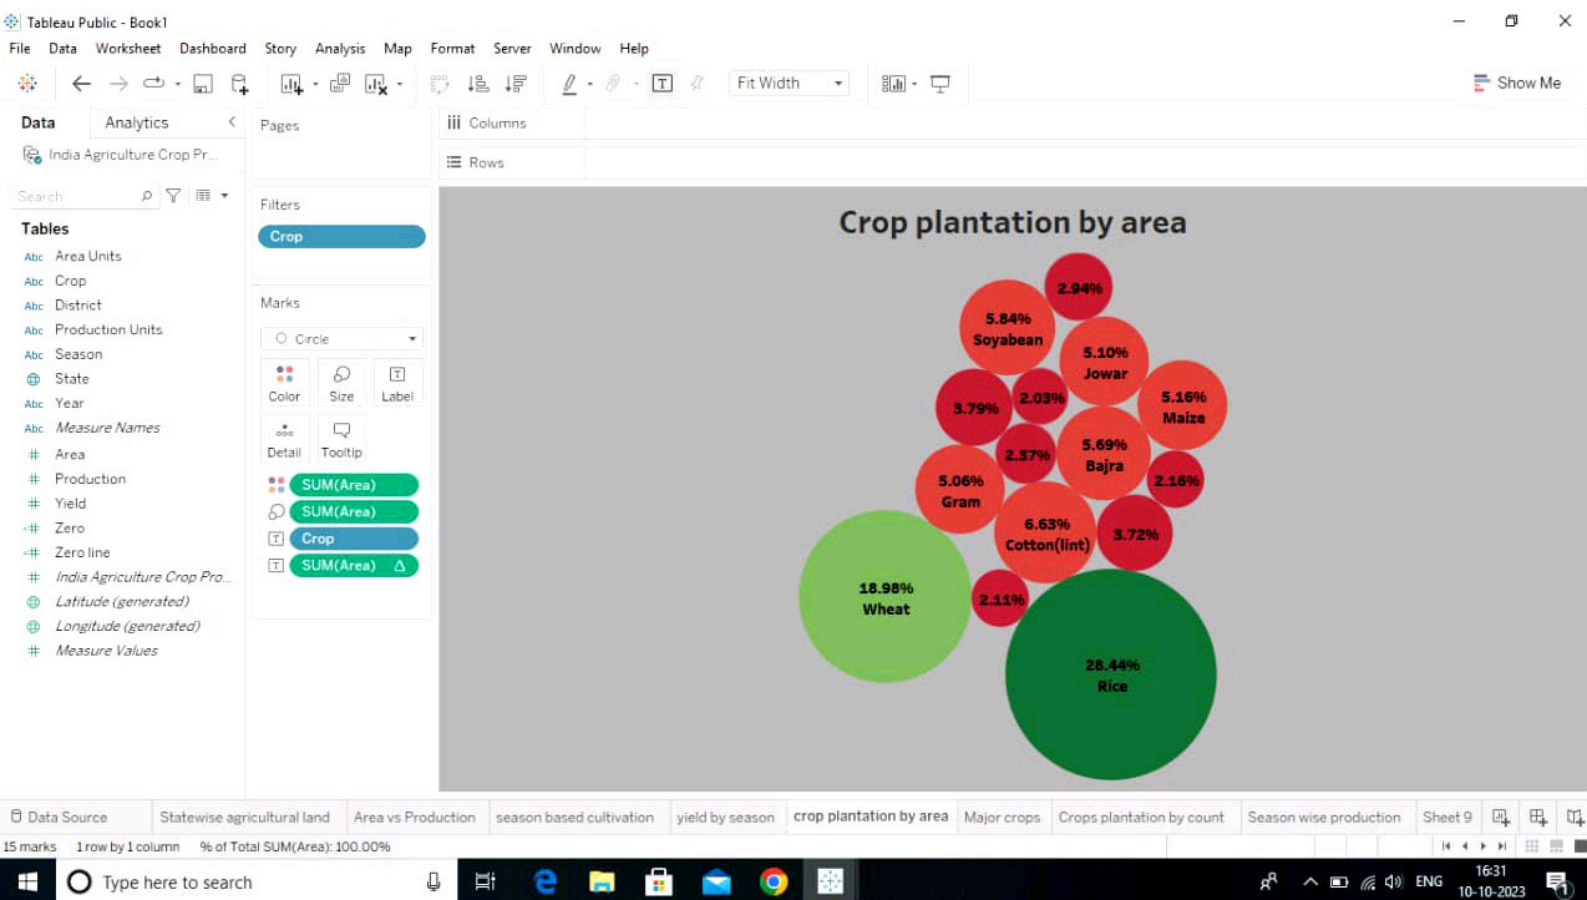 Tableau Public - Book1
File Data Worksheet Dashboard Story Analysis Map Format Server Window Help
Fit Width
Show Me
Data Analytics
Pages
Columns
India Agriculture Crop Pr...
Rows
Search
Filters
Crop
Tables
Abc Area Units
Abc Crop
Abc District
Abc Production Units
Abc Season
State
Abc Year
Abc Measure Names
# Area
# Production
# Yield
=# Zero
=# Zero line
# India Agriculture Crop Pro...
Latitude (generated)
Longitude (generated)
# Measure Values
Marks
Circle
Color Size Label
Detail Tooltip
SUM(Area)
SUM(Area)
Crop
SUM(Area) Δ
Crop plantation by area
2.94%
5.84%
Soyabean
5.10%
Jowar
3.79%
2.03%
5.16%
Maize
2.37%
5.69%
Bajra
2.16%
5.06%
Gram
6.63%
Cotton(lint)
3.72%
18.98%
Wheat
2.11%
28.44%
Rice
Data Source Statewise agricultural land Area vs Production season based cultivation yield by season crop plantation by area Major crops Crops plantation by count Season wise production Sheet 9
15 marks 1 row by 1 column % of Total SUM(Area): 100.00%
Type here to search
ENG
16:31
10-10-2023
1